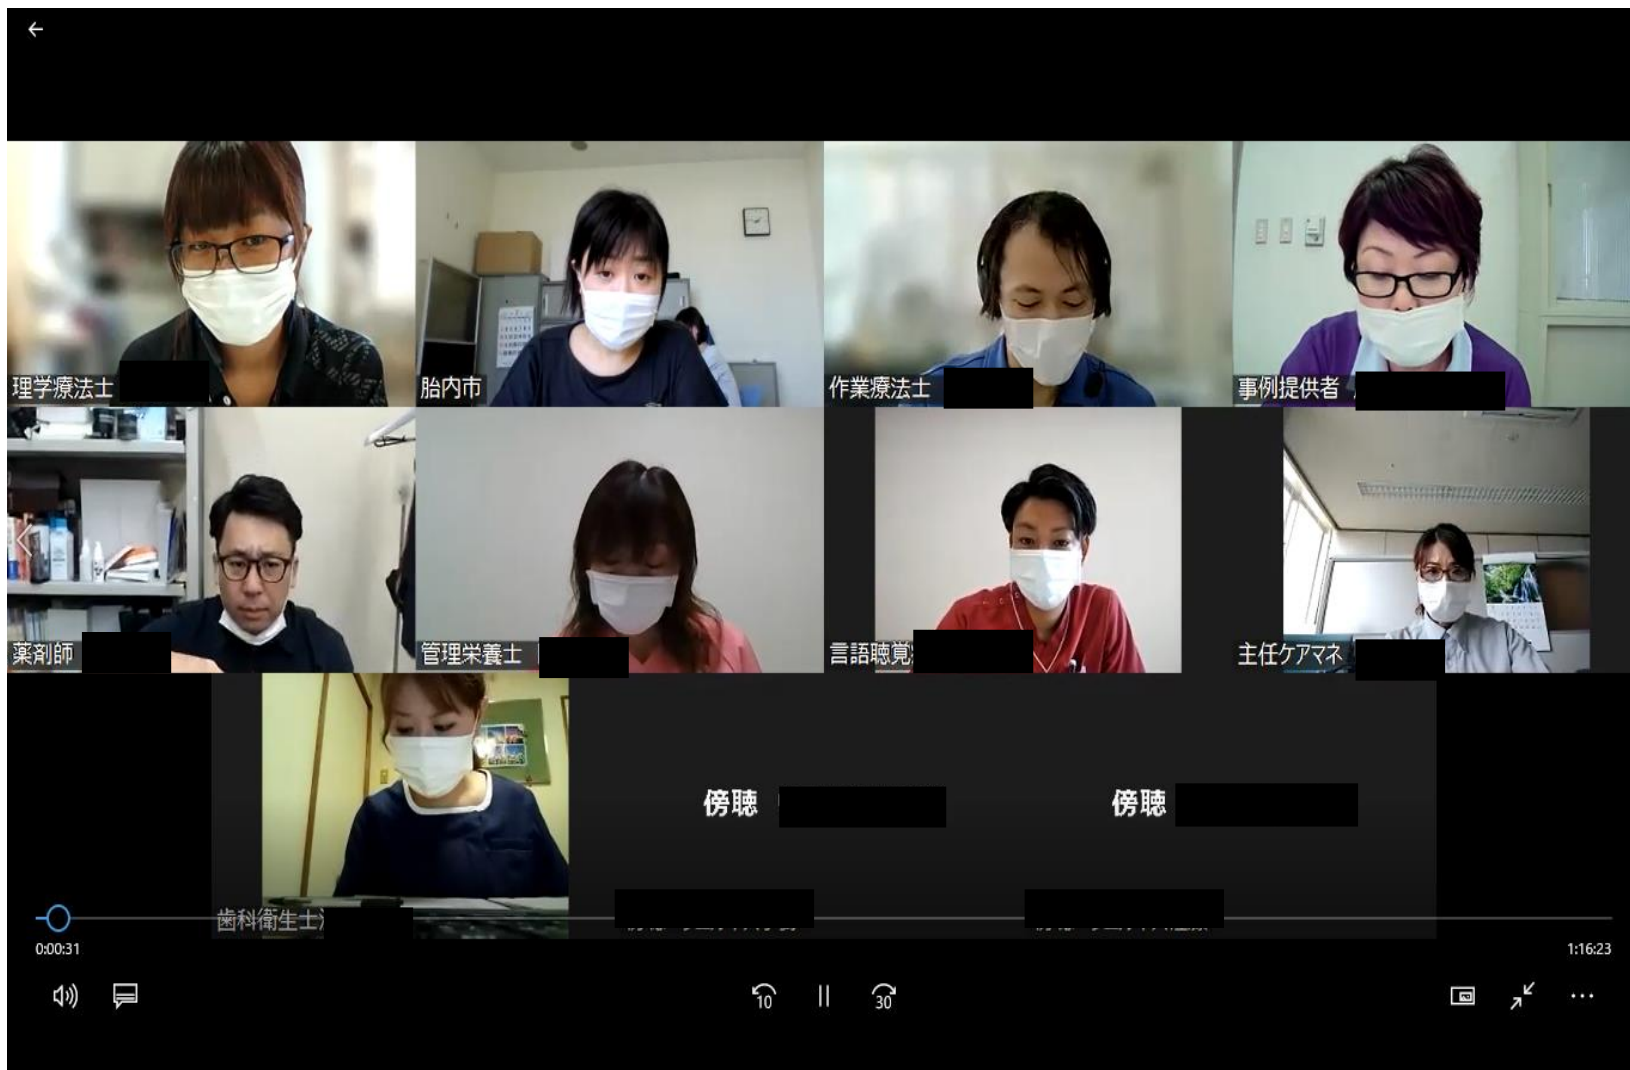 理学療法士
胎内市
作業療法士
事例提供者
薬剤師
管理栄養士
言語聴覚
主任ケアマネ
傍聴
傍聴
歯科衛生士
0:00:31
1:16:23
10
30